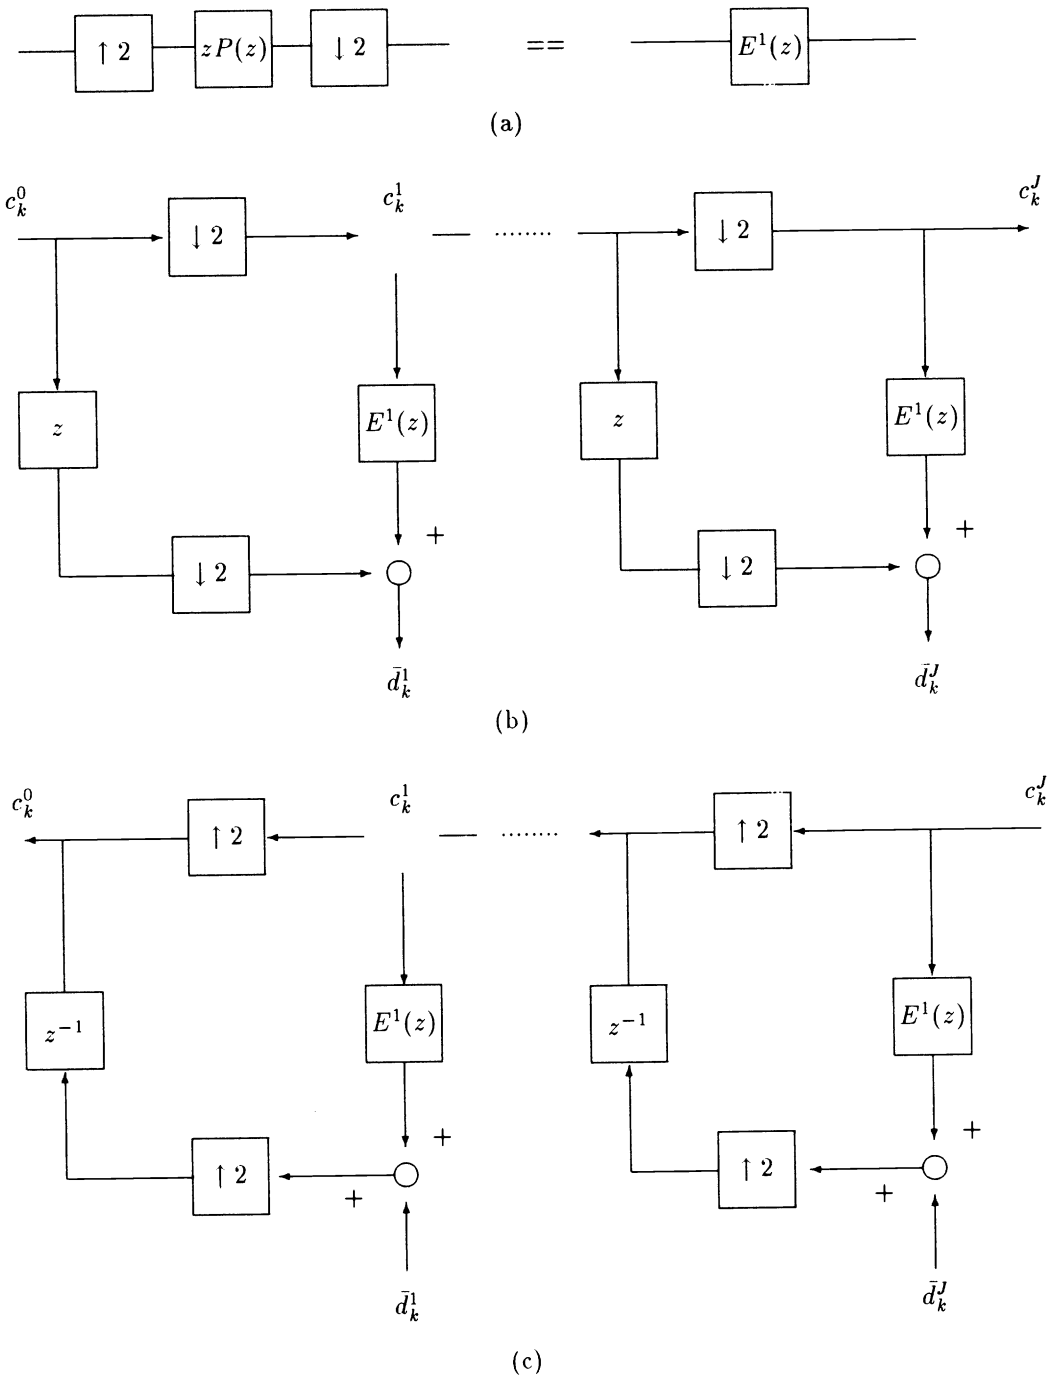 ↑ 2 zP(z) ↓ 2 == E¹(z)
(a)
c⁰ₖ ↓ 2 c¹ₖ ........ ↓ 2 cᴶₖ
z E¹(z) z E¹(z)
↓ 2 + ↓ 2 +
d̄¹ₖ d̄ᴶₖ
(b)
c⁰ₖ ↑ 2 c¹ₖ ........ ↑ 2 cᴶₖ
z⁻¹ E¹(z) z⁻¹ E¹(z)
↑ 2 + + ↑ 2 + +
d̄¹ₖ d̄ᴶₖ
(c)